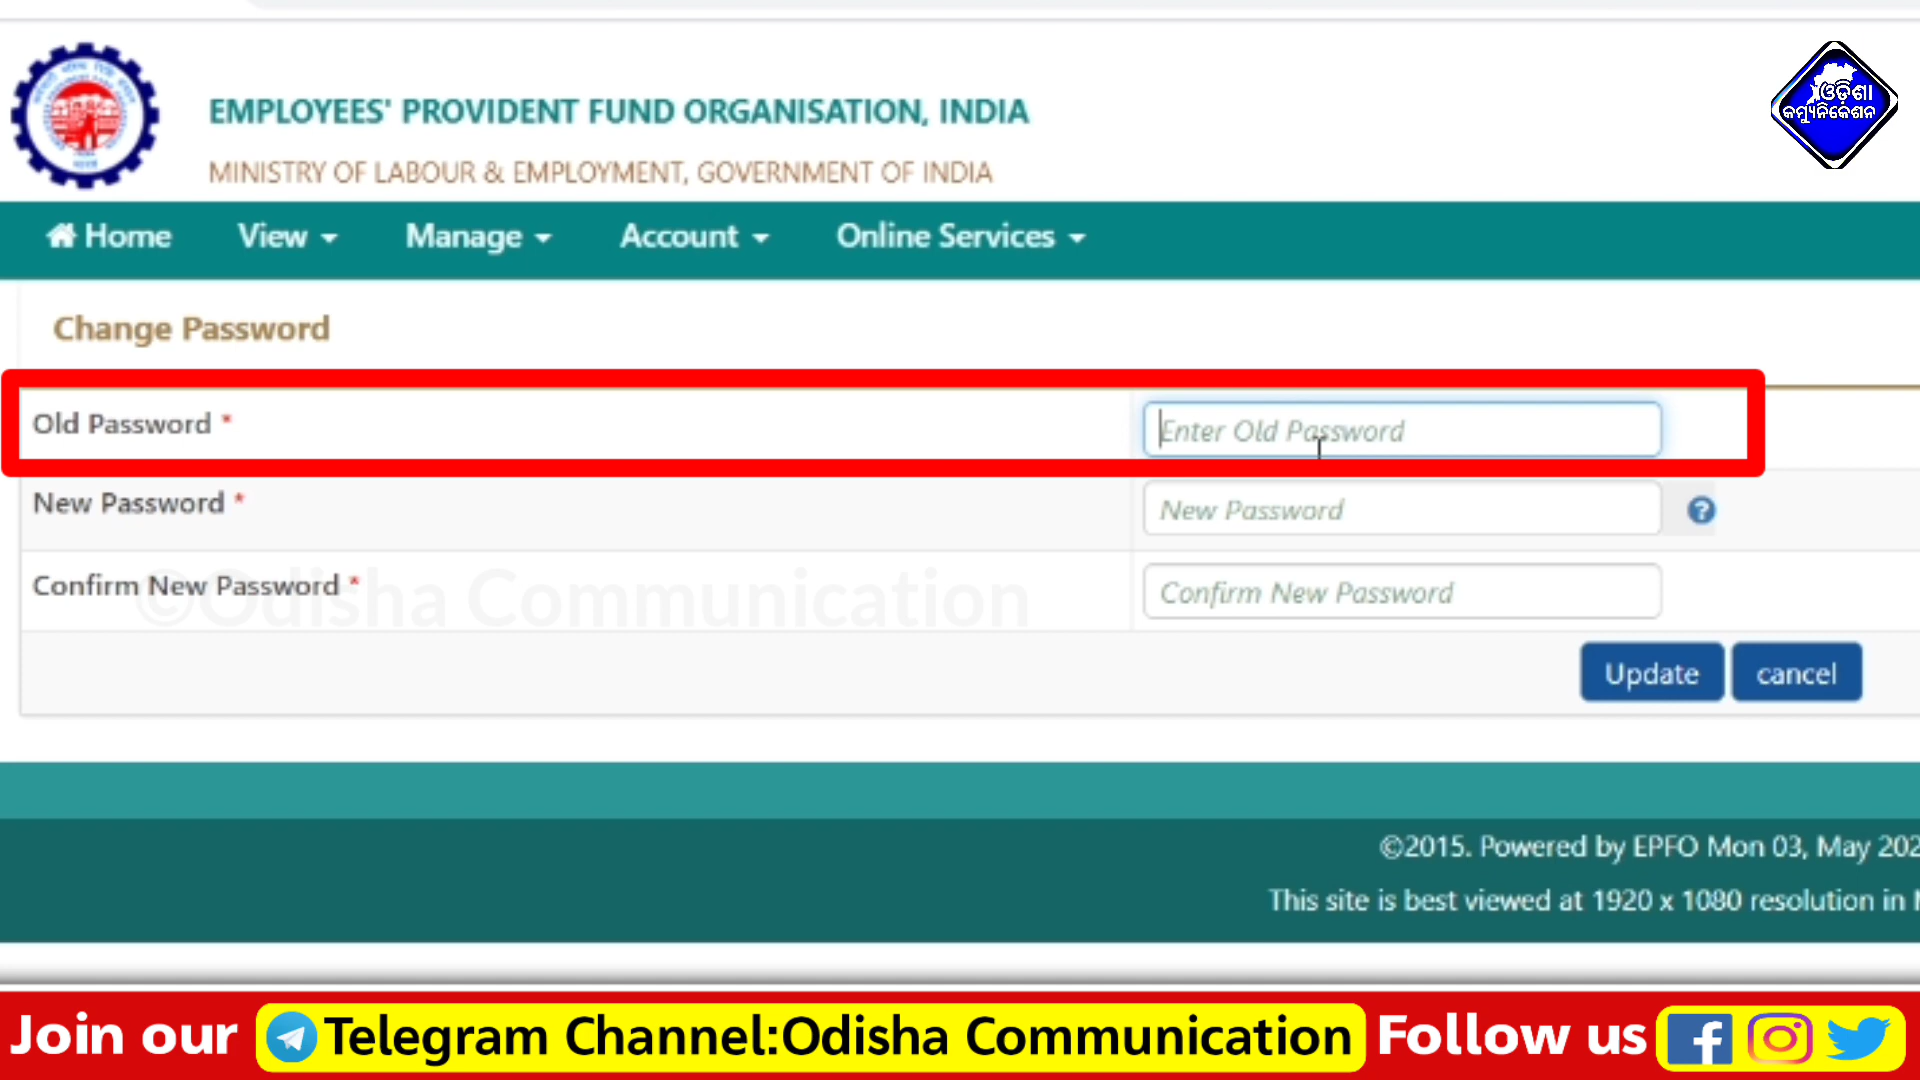 EMPLOYEES' PROVIDENT FUND ORGANISATION, INDIA
MINISTRY OF LABOUR & EMPLOYMENT, GOVERNMENT OF INDIA
ଓଡ଼ିଶା
କମ୍ୟୁନିକେଶନ
Home View Manage Account Online Services
Change Password
Old Password * Enter Old Password
New Password * New Password ?
Confirm New Password * Confirm New Password
©Odisha Communication
Update cancel
©2015. Powered by EPFO Mon 03, May 202
This site is best viewed at 1920 x 1080 resolution in
Join our Telegram Channel:Odisha Communication Follow us